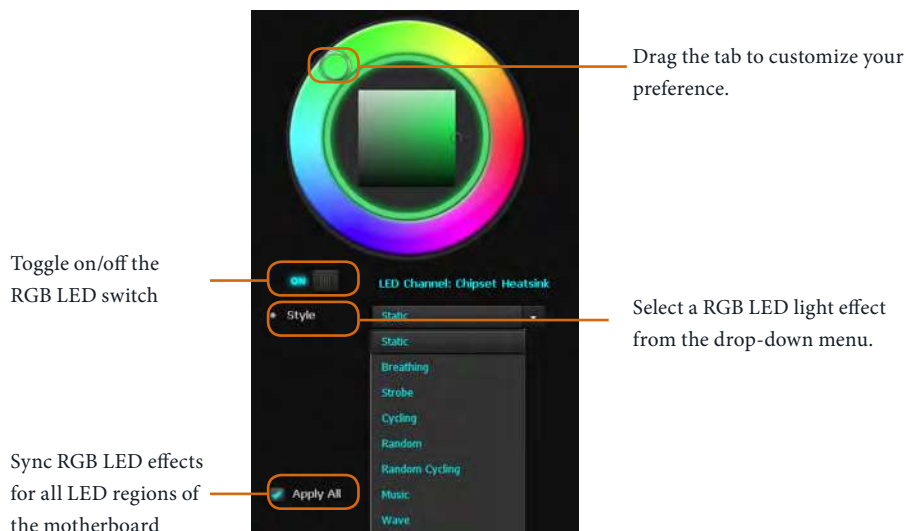 Drag the tab to customize your
preference.
Toggle on/off the
RGB LED switch
ON
LED Channel: Chipset Heatsink
Style
Static
Select a RGB LED light effect
from the drop-down menu.
Static
Breathing
Strobe
Cycling
Random
Random Cycling
Music
Wave
Sync RGB LED effects
for all LED regions of
the motherboard
Apply All